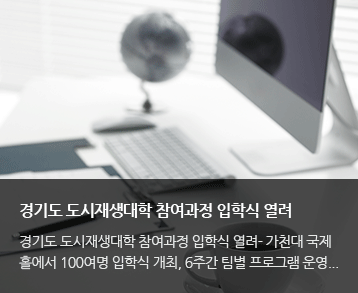 경기도 도시재생대학 참여과정 입학식 열려
경기도 도시재생대학 참여과정 입학식 열려- 가천대 국제
홀에서 100여명 입학식 개최, 6주간 팀별 프로그램 운영...